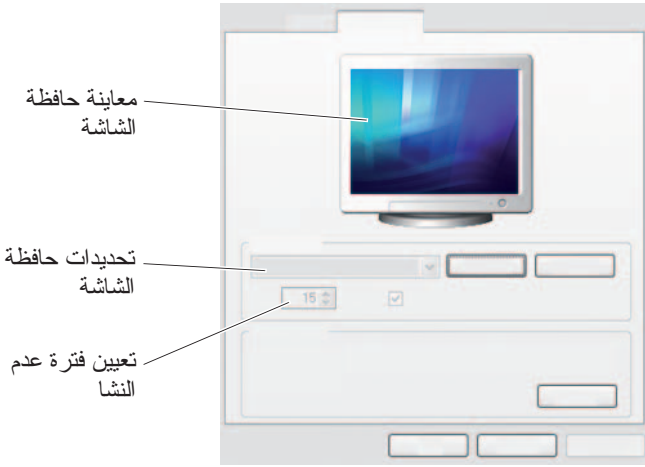 معاينة حافظة
الشاشة
تحديدات حافظة
الشاشة
15
تعيين فترة عدم
النشا